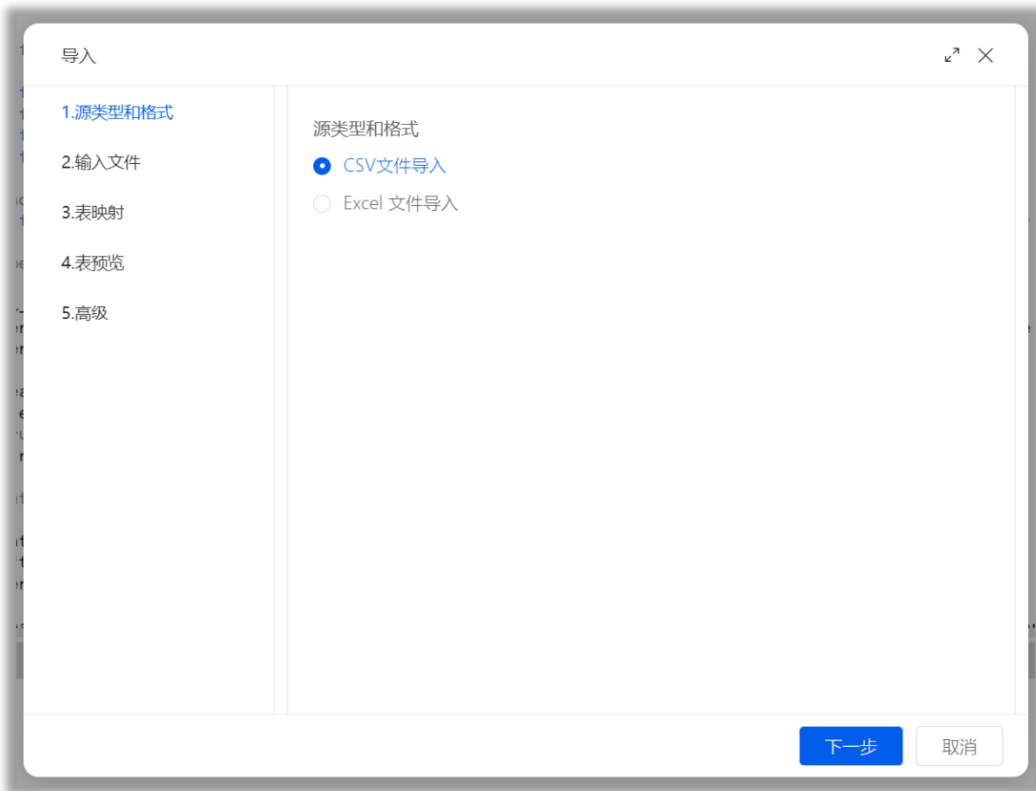 导入
1.源类型和格式
2.输入文件
3.表映射
4.表预览
5.高级
源类型和格式
CSV文件导入
Excel 文件导入
下一步
取消